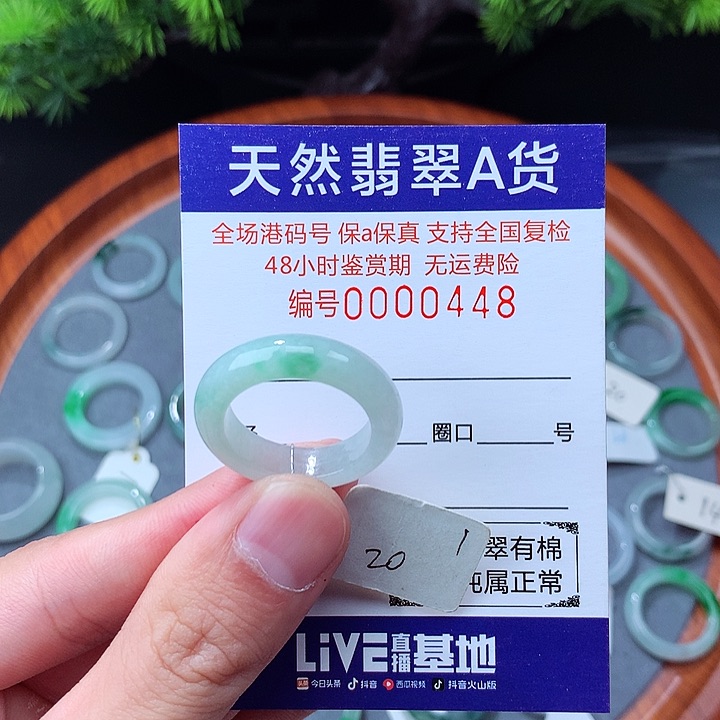 天然翡翠A货
全场港码号 保a保真 支持全国复检
48小时鉴赏期 无运费险
编号0000448
圈口 号
20 1
翠有棉
属正常
LiVE直播基地
今日头条 抖音 西瓜视频 抖音火山版